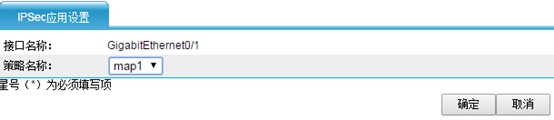 IPSec应用设置
接口名称： GigabitEthernet0/1
策略名称： map1
星号（*）为必须填写项
确定 取消